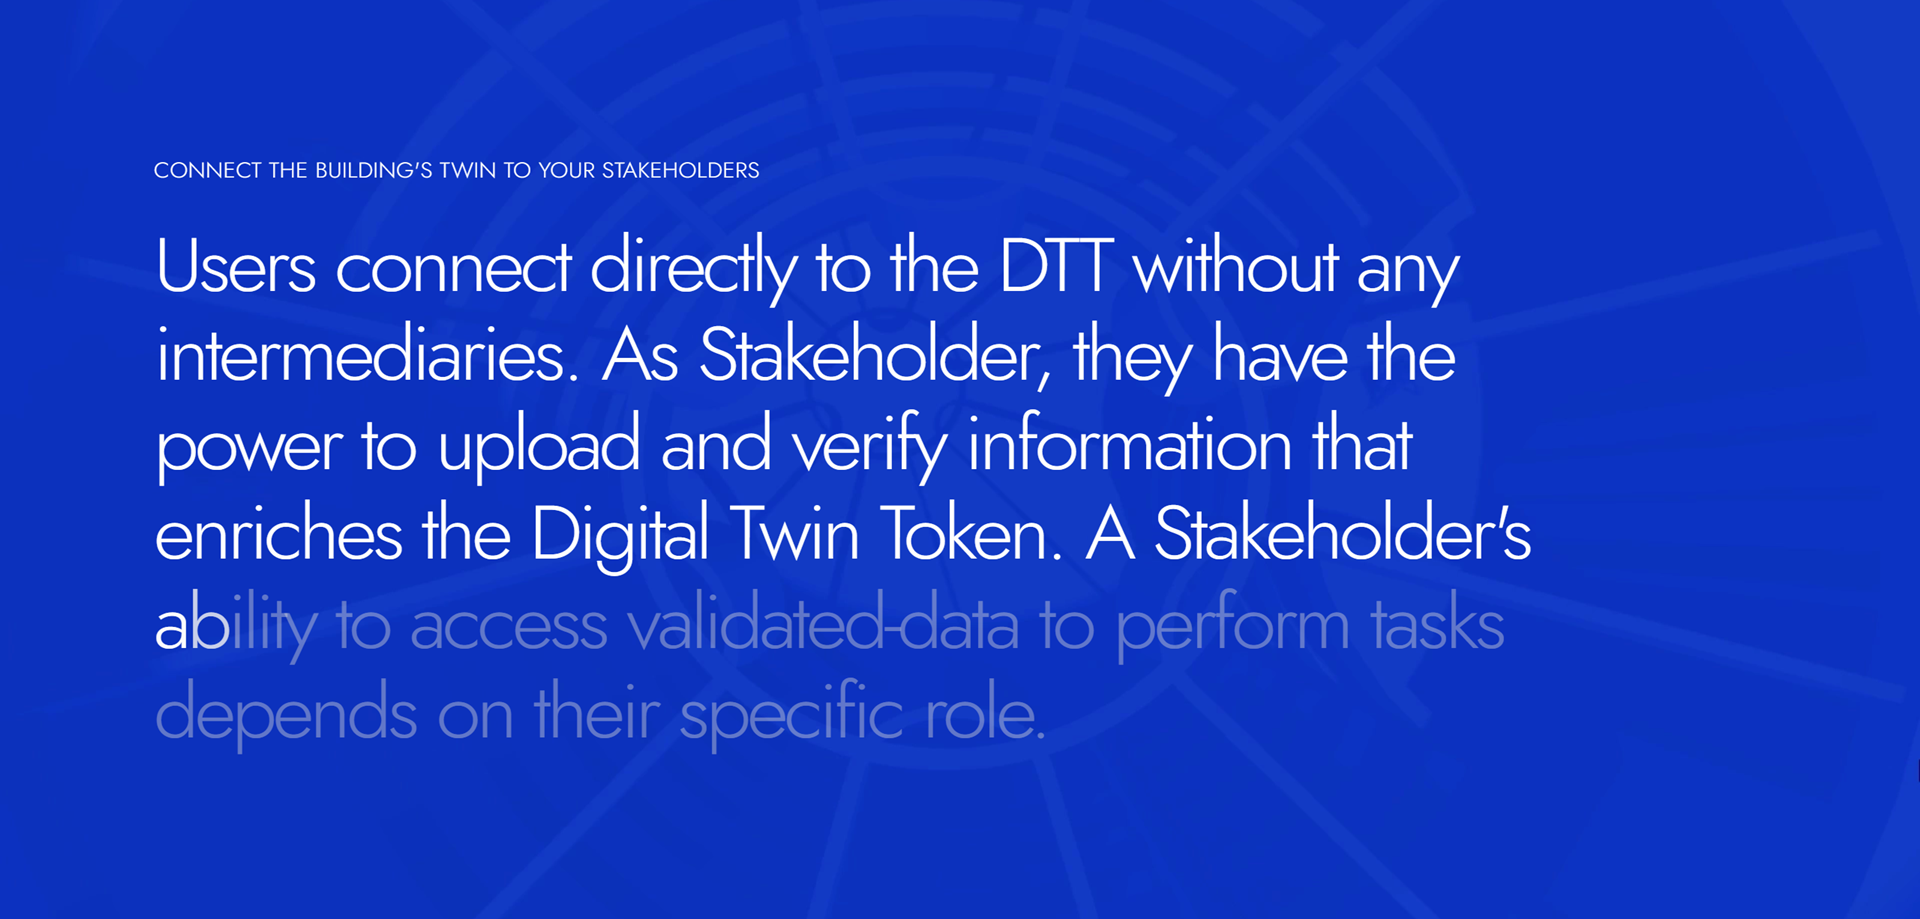 CONNECT THE BUILDING'S TWIN TO YOUR STAKEHOLDERS
Users connect directly to the DTT without any
intermediaries. As Stakeholder, they have the
power to upload and verify information that
enriches the Digital Twin Token. A Stakeholder's
ability to access validated-data to perform tasks
depends on their specific role.